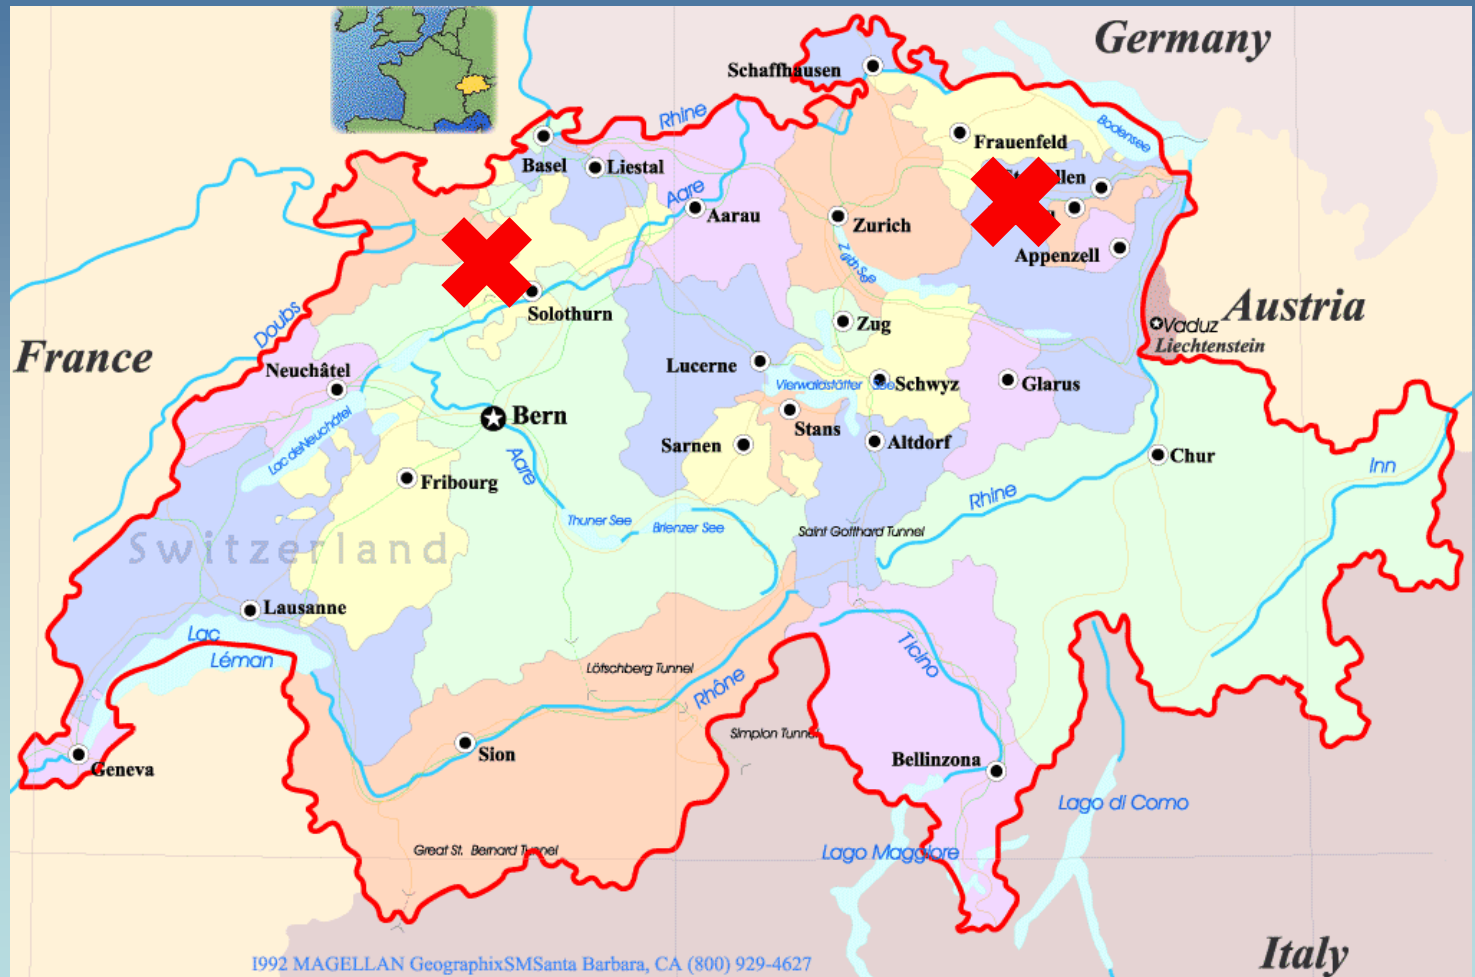 Germany
Schaffhausen
Rhine
Bodensee
Frauenfeld
Basel
Liestal
Aare
Aarau
Zurich
Appenzell
Solothurn
Doubs
Zug
Vaduz
Liechtenstein
Austria
France
Neuchâtel
Lucerne
Vierwaldstätter See
Schwyz
Glarus
Lac deNeuchâtel
Bern
Stans
Sarnen
Altdorf
Aare
Fribourg
Chur
Inn
Rhine
Thuner See
Brienzer See
Saint Gotthard Tunnel
Switzerland
Lausanne
Lac
Léman
Ticino
Lötschberg Tunnel
Rhône
Simplon Tunnel
Sion
Geneva
Bellinzona
Lago di Como
Great St. Bernard Tunnel
Lago Maggiore
Italy
1992 MAGELLAN GeographixSMSanta Barbara, CA (800) 929-4627